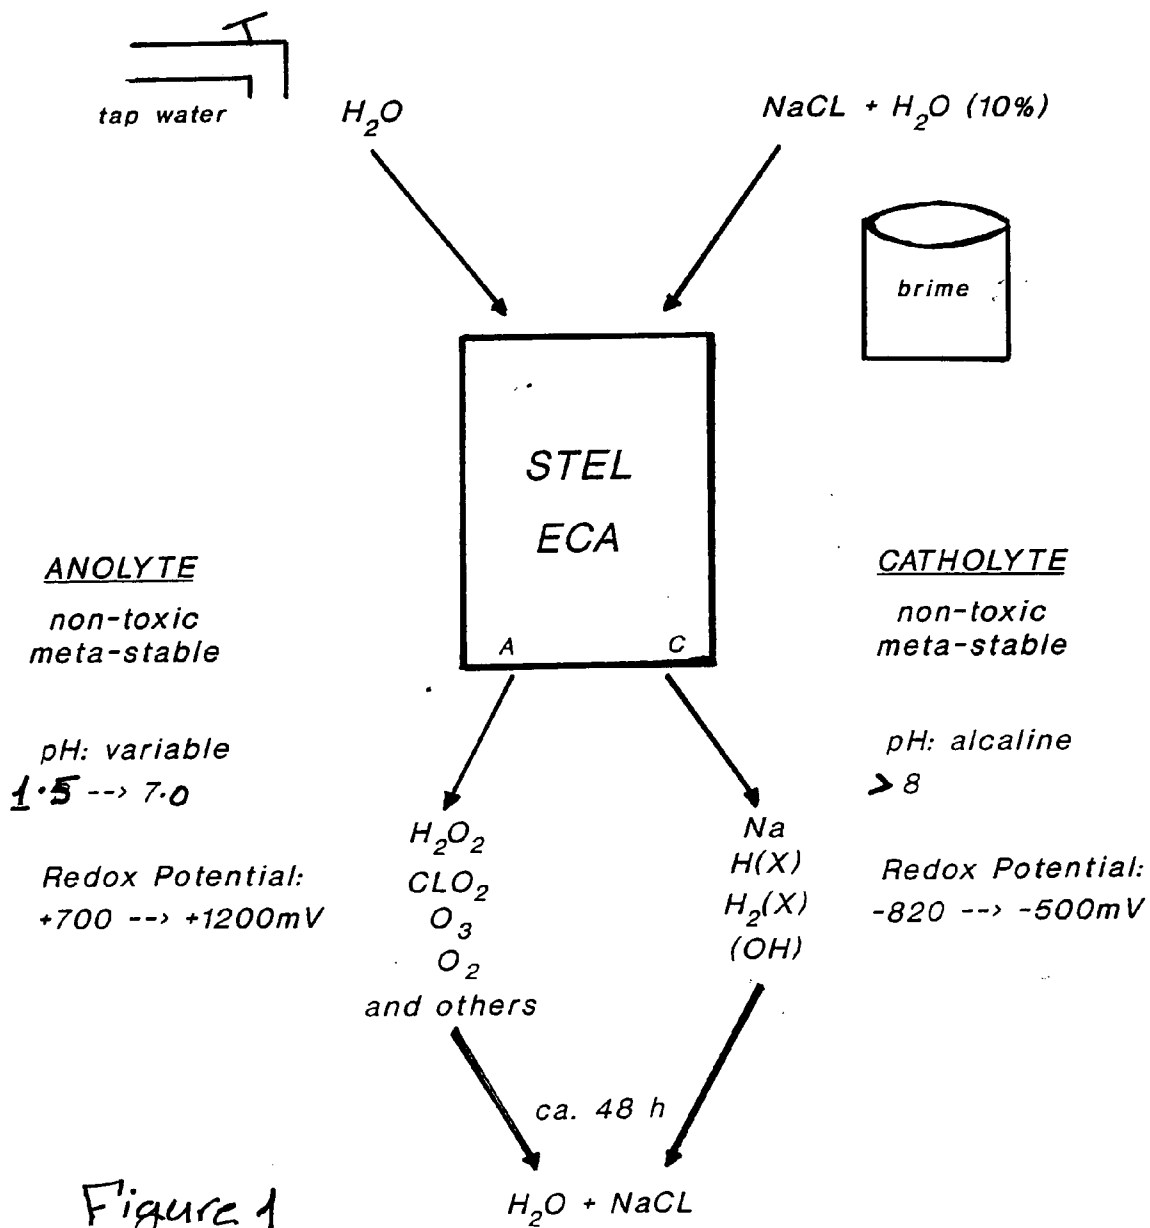 tap water
H₂O
NaCL + H₂O (10%)
brime
STEL
ECA
A
C
ANOLYTE
non-toxic
meta-stable
pH: variable
1.5 --> 7.0
Redox Potential:
+700 --> +1200mV
CATHOLYTE
non-toxic
meta-stable
pH: alcaline
> 8
Redox Potential:
-820 --> -500mV
H₂O₂
CLO₂
O₃
O₂
and others
Na
H(X)
H₂(X)
(OH)
ca. 48 h
H₂O + NaCL
Figure 1